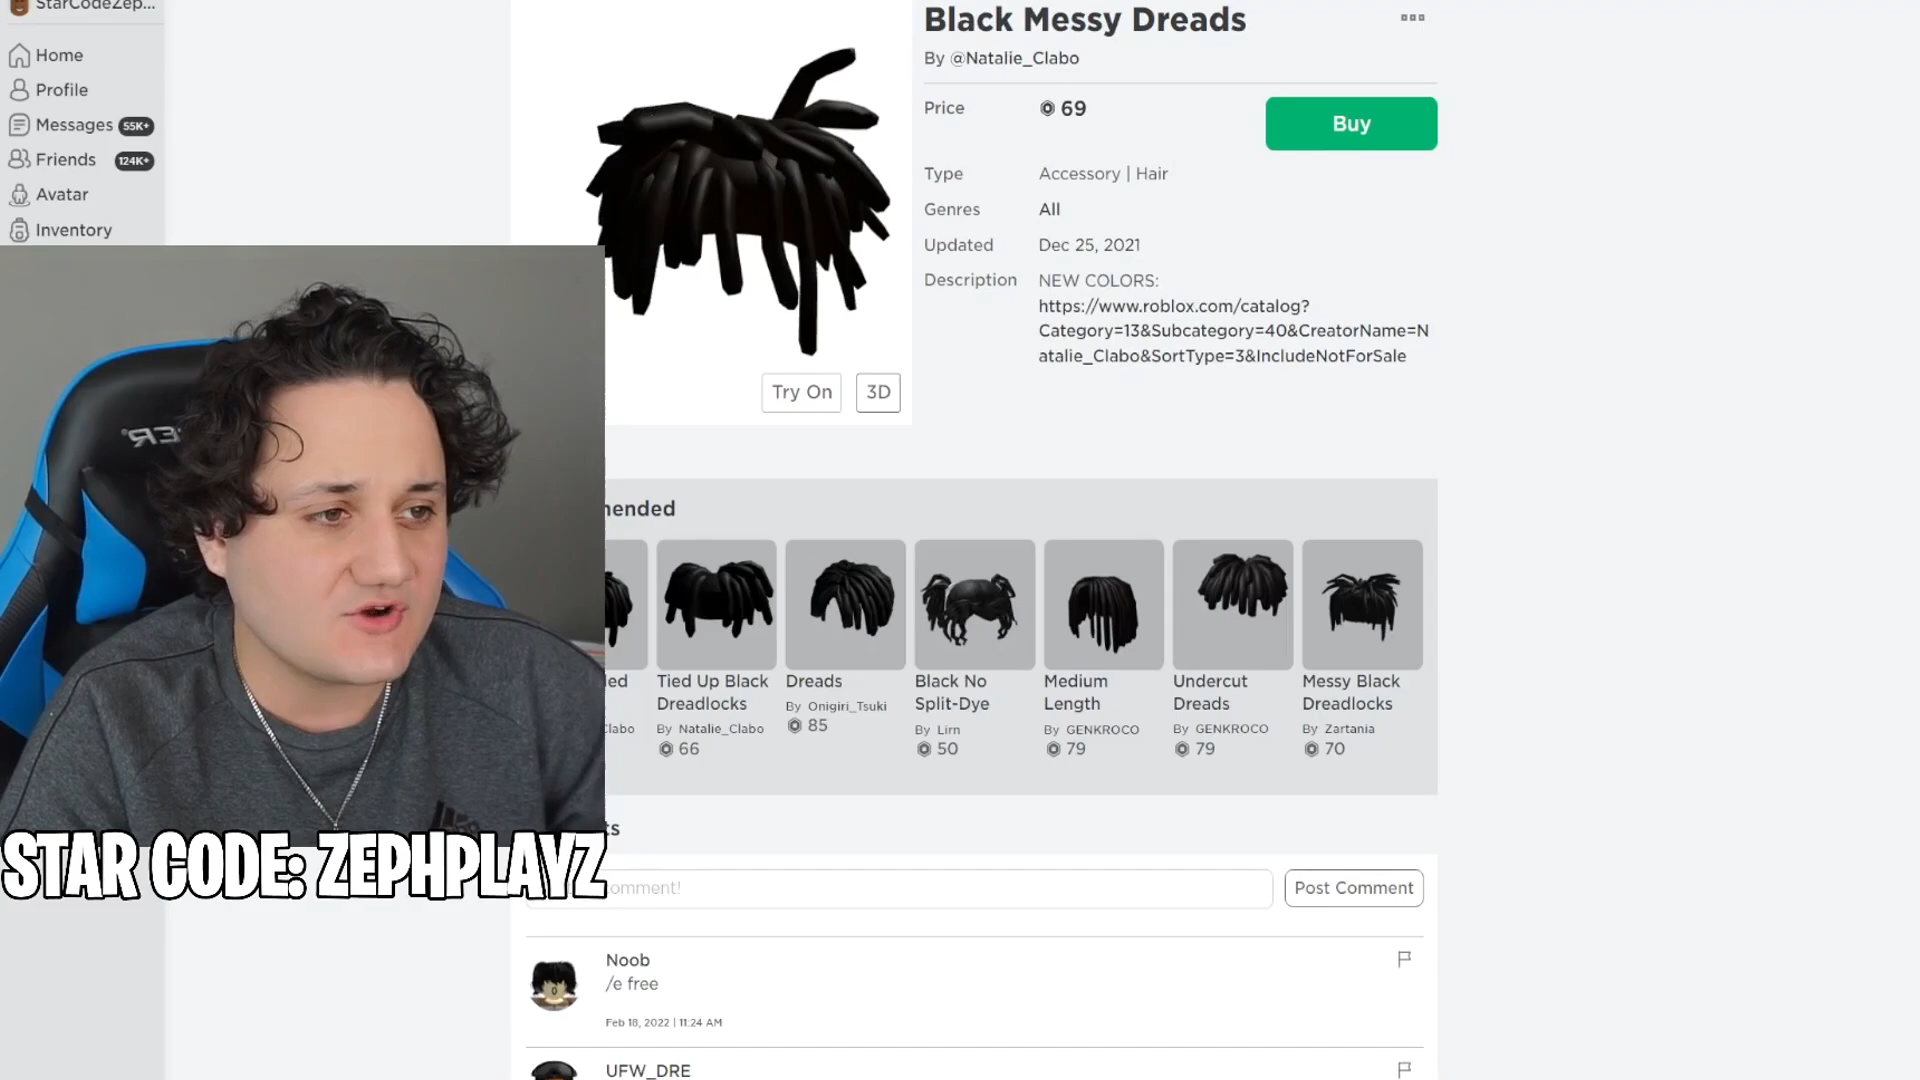 StarCodeZep...
Home
Profile
Messages 55K+
Friends 124K+
Avatar
Inventory
Black Messy Dreads
By @Natalie_Clabo
Price 69
Buy
Type Accessory | Hair
Genres All
Updated Dec 25, 2021
Description NEW COLORS:
https://www.roblox.com/catalog?
Category=13&Subcategory=40&CreatorName=N
atalie_Clabo&SortType=3&IncludeNotForSale
Try On 3D
mended
led
Clabo
Tied Up Black
Dreadlocks
By Natalie_Clabo
66
Dreads
By Onigiri_Tsuki
85
Black No
Split-Dye
By Lirn
50
Medium
Length
By GENKROCO
79
Undercut
Dreads
By GENKROCO
79
Messy Black
Dreadlocks
By Zartania
70
STAR CODE: ZEPHPLAYZ
ts
omment!
Post Comment
Noob
/e free
Feb 18, 2022 | 11:24 AM
UFW_DRE